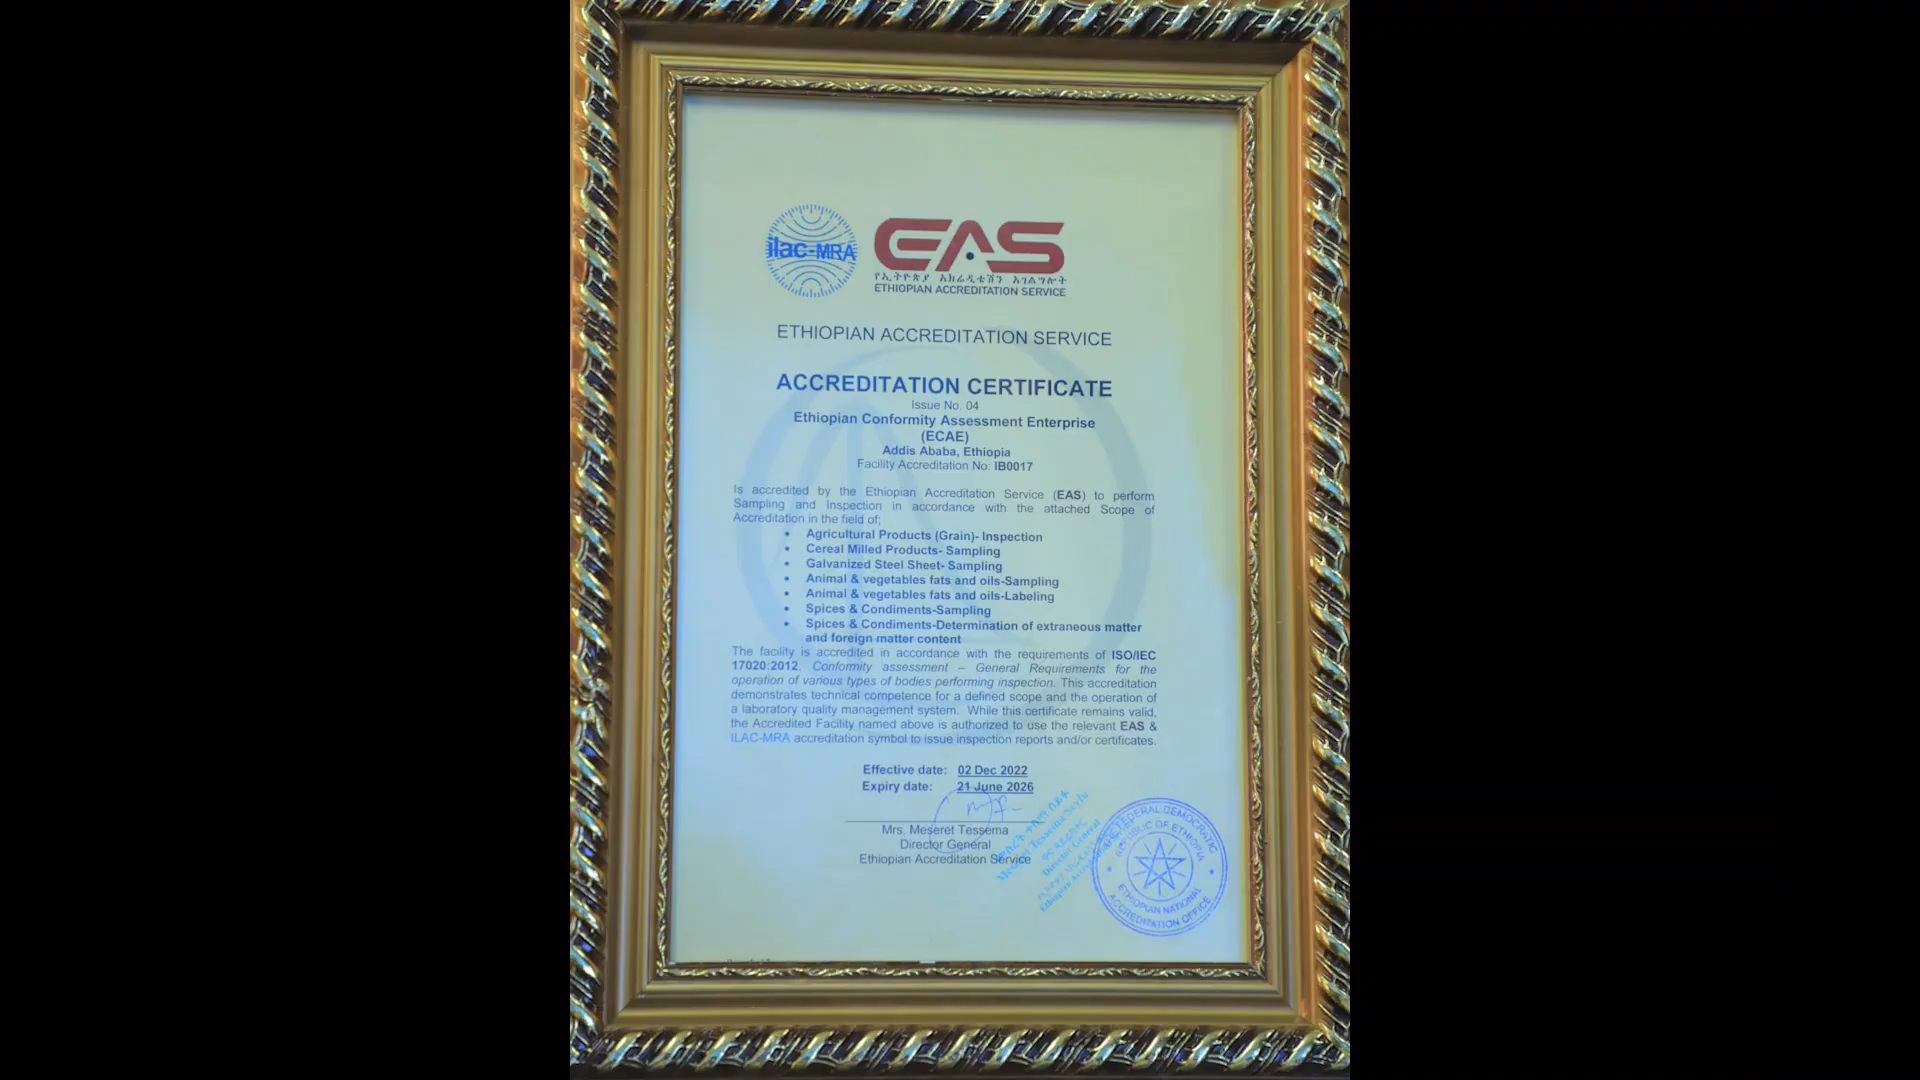 ilac-MRA
EAS
የኢትዮጵያ አክሬዲቴሽን አገልግሎት
ETHIOPIAN ACCREDITATION SERVICE
ETHIOPIAN ACCREDITATION SERVICE
ACCREDITATION CERTIFICATE
Issue No. 04
Ethiopian Conformity Assessment Enterprise
(ECAE)
Addis Ababa, Ethiopia
Facility Accreditation No: IB0017
Is accredited by the Ethiopian Accreditation Service (EAS) to perform
Sampling and Inspection in accordance with the attached Scope of
Accreditation in the field of;
• Agricultural Products (Grain)- Inspection
• Cereal Milled Products- Sampling
• Galvanized Steel Sheet- Sampling
• Animal & vegetables fats and oils-Sampling
• Animal & vegetables fats and oils-Labeling
• Spices & Condiments-Sampling
• Spices & Condiments-Determination of extraneous matter
and foreign matter content
The facility is accredited in accordance with the requirements of ISO/IEC
17020:2012. Conformity assessment – General Requirements for the
operation of various types of bodies performing inspection. This accreditation
demonstrates technical competence for a defined scope and the operation of
a laboratory quality management system. While this certificate remains valid,
the Accredited Facility named above is authorized to use the relevant EAS &
ILAC-MRA accreditation symbol to issue inspection reports and/or certificates.
Effective date: 02 Dec 2022
Expiry date: 21 June 2026
Mrs. Meseret Tessema
Director General
Ethiopian Accreditation Service
መሰረት ተሰማ ሰይፉ
Meseret Tessema Seyfu
ዋና ዳይሬክተር
Director General
THE FEDERAL DEMOCRATIC
REPUBLIC OF ETHIOPIA
ETHIOPIAN NATIONAL
ACCREDITATION OFFICE